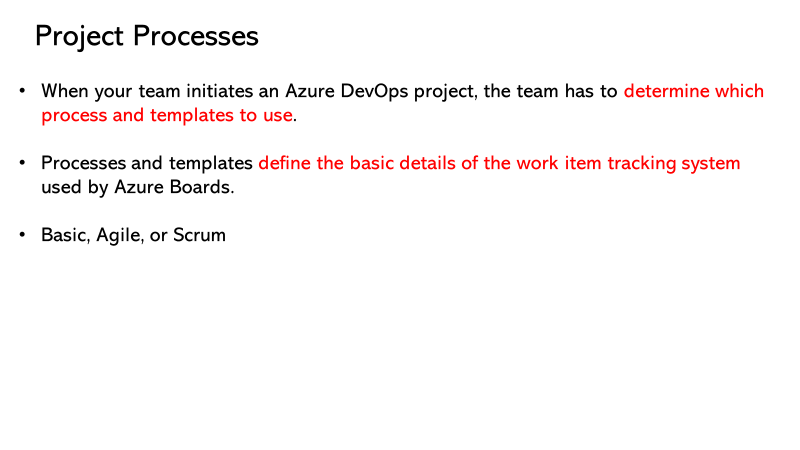 Project Processes
• When your team initiates an Azure DevOps project, the team has to determine which
process and templates to use.
• Processes and templates define the basic details of the work item tracking system
used by Azure Boards.
• Basic, Agile, or Scrum